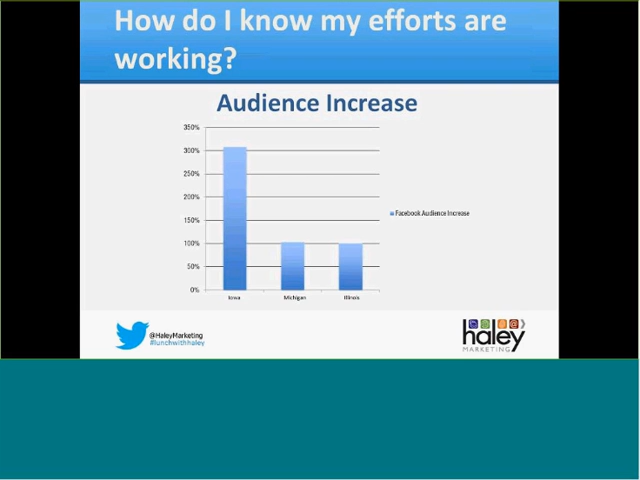 How do I know my efforts are
working?
Audience Increase
350%
300%
250%
200%
150%
100%
50%
0%
Iowa Michigan Illinois
Facebook Audience Increase
@HaleyMarketing
#lunchwithhaley
haley
MARKETING